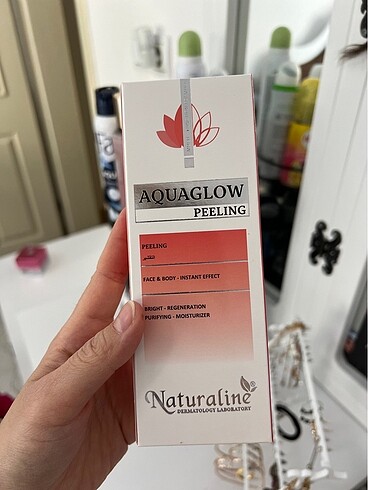 AQUAGLOW
PEELING
PEELING
FACE & BODY - INSTANT EFFECT
BRIGHT - REGENERATION
PURIFYING - MOISTURIZER
Naturaline
DERMATOLOGY LABORATORY